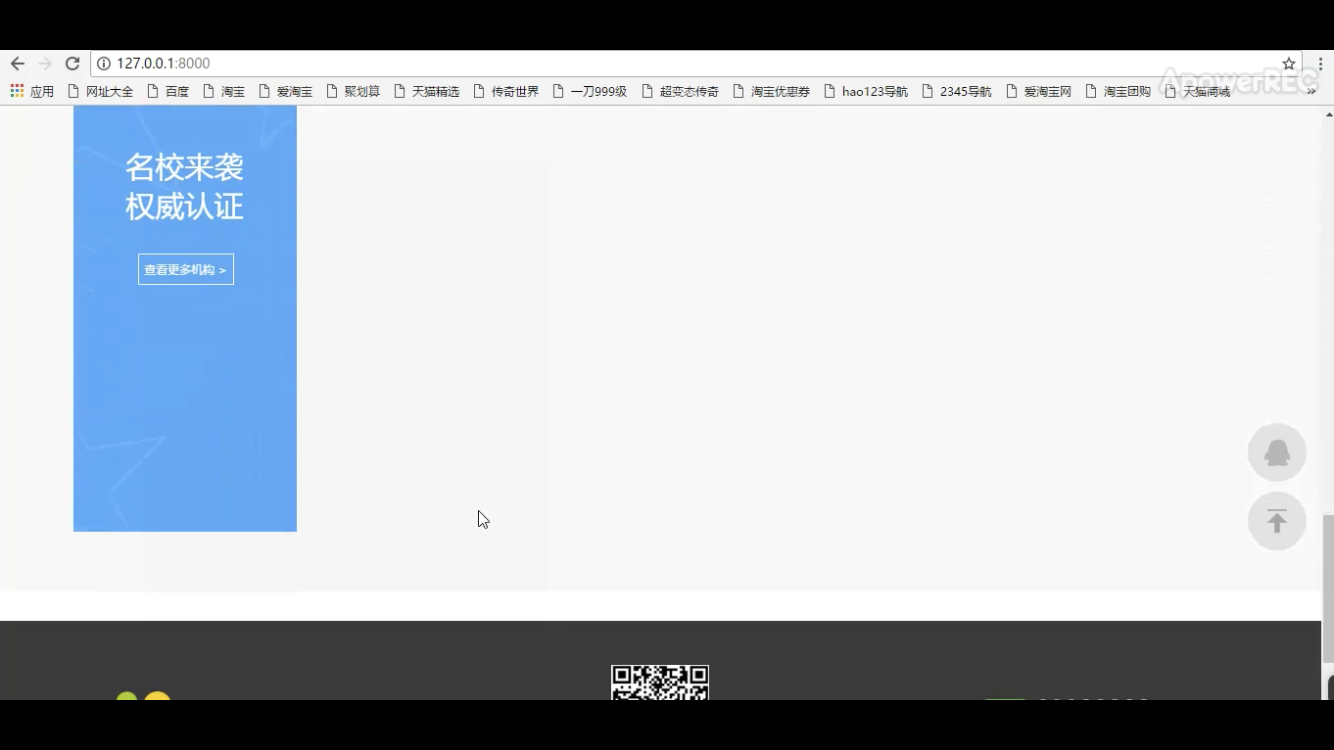 127.0.0.1:8000
ApowerREC
应用 网址大全 百度 淘宝 爱淘宝 聚划算 天猫精选 传奇世界 一刀999级 超变态传奇 淘宝优惠券 hao123导航 2345导航 爱淘宝网 淘宝团购 天猫商城 »
名校来袭
权威认证
查看更多机构 >